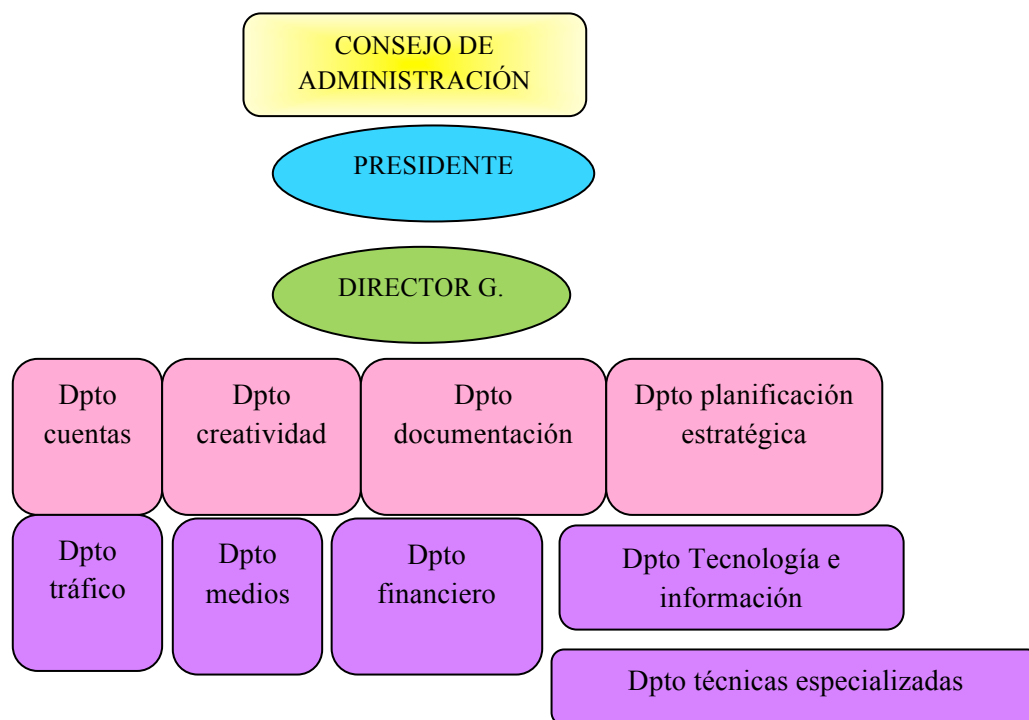 CONSEJO DE
ADMINISTRACIÓN
PRESIDENTE
DIRECTOR G.
Dpto
cuentas
Dpto
creatividad
Dpto
documentación
Dpto planificación
estratégica
Dpto
tráfico
Dpto
medios
Dpto
financiero
Dpto Tecnología e
información
Dpto técnicas especializadas